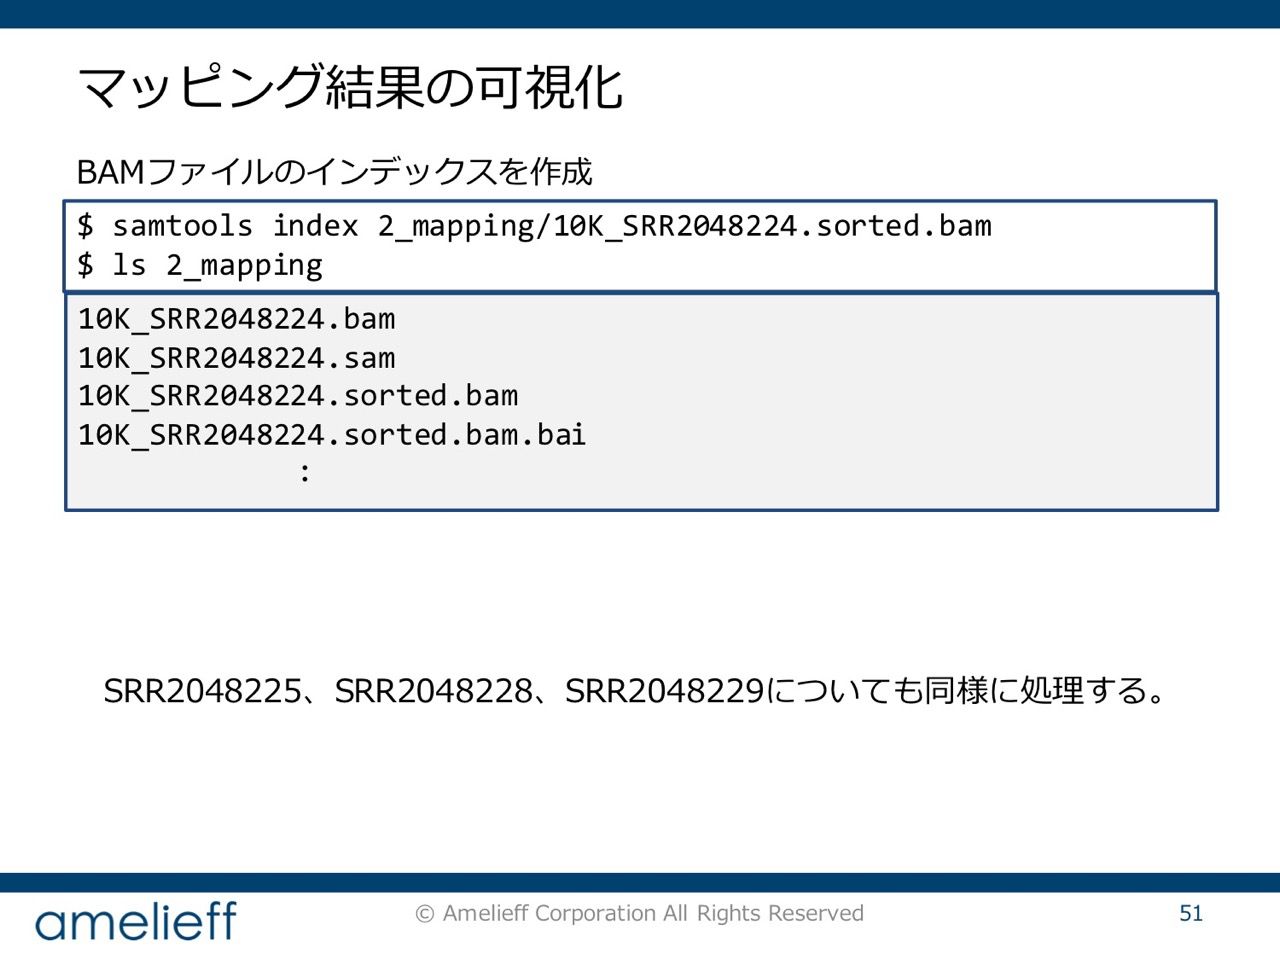 マッピング結果の可視化
BAMファイルのインデックスを作成
$ samtools index 2_mapping/10K_SRR2048224.sorted.bam
$ ls 2_mapping
10K_SRR2048224.bam
10K_SRR2048224.sam
10K_SRR2048224.sorted.bam
10K_SRR2048224.sorted.bam.bai
:
SRR2048225、SRR2048228、SRR2048229についても同様に処理する。
amelieff
© Amelieff Corporation All Rights Reserved
51